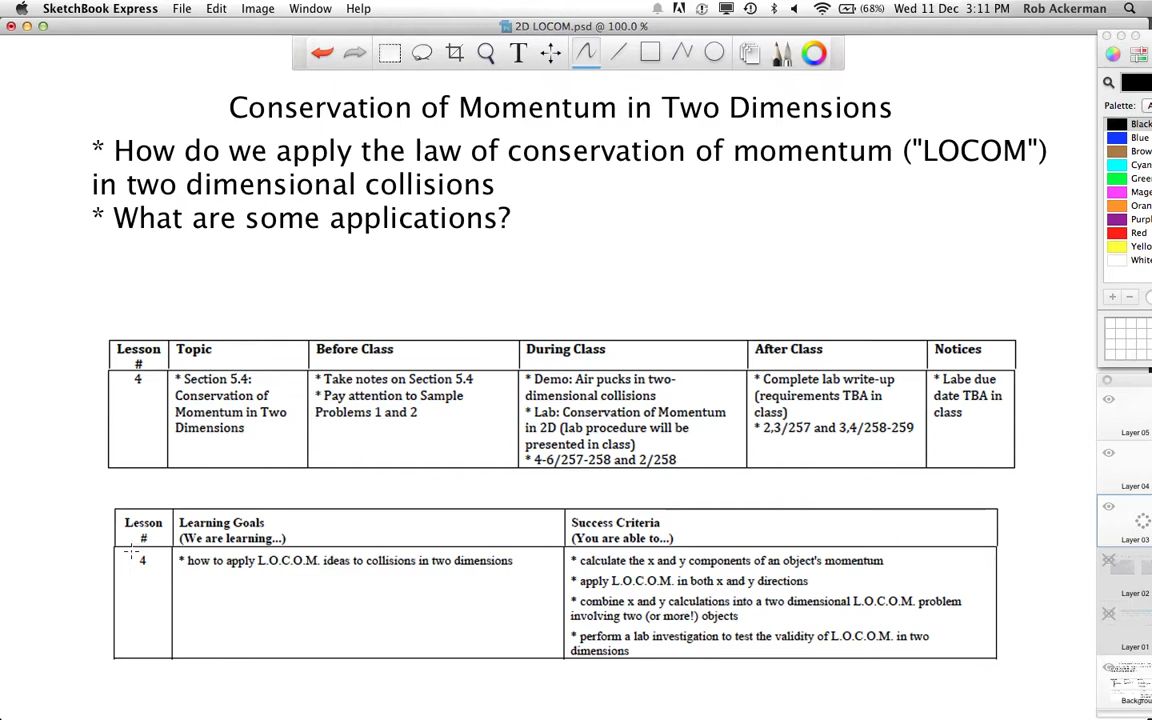 SketchBook Express File Edit Image Window Help (68%) Wed 11 Dec 3:11 PM Rob Ackerman
2D LOCOM.psd @ 100.0 %
T
Conservation of Momentum in Two Dimensions
* How do we apply the law of conservation of momentum ("LOCOM")
in two dimensional collisions
* What are some applications?
Palette:
Black
Blue
Brow
Cyan
Green
Mage
Oran
Purpl
Red
Yello
White
Lesson # Topic Before Class During Class After Class Notices
4
* Section 5.4:
Conservation of
Momentum in Two
Dimensions
* Take notes on Section 5.4
* Pay attention to Sample
Problems 1 and 2
* Demo: Air pucks in two-
dimensional collisions
* Lab: Conservation of Momentum
in 2D (lab procedure will be
presented in class)
* 4-6/257-258 and 2/258
* Complete lab write-up
(requirements TBA in
class)
* 2,3/257 and 3,4/258-259
* Labe due
date TBA in
class
Lesson #
Learning Goals
(We are learning...)
Success Criteria
(You are able to...)
4
* how to apply L.O.C.O.M. ideas to collisions in two dimensions
* calculate the x and y components of an object's momentum
* apply L.O.C.O.M. in both x and y directions
* combine x and y calculations into a two dimensional L.O.C.O.M. problem
involving two (or more!) objects
* perform a lab investigation to test the validity of L.O.C.O.M. in two
dimensions
Layer 05
Layer 04
Layer 03
Layer 02
Layer 01
Backgrou